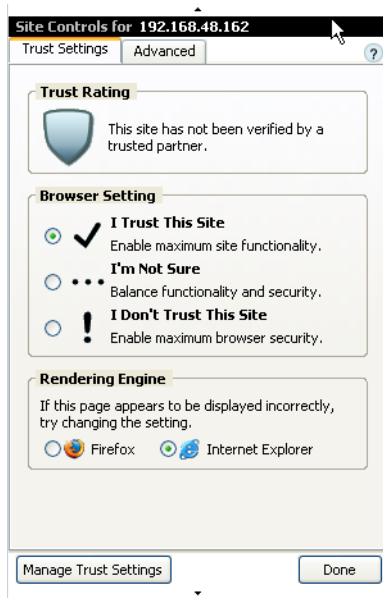 Site Controls for 192.168.48.162
Trust Settings
Advanced
?
Trust Rating
This site has not been verified by a
trusted partner.
Browser Setting
I Trust This Site
Enable maximum site functionality.
I'm Not Sure
Balance functionality and security.
I Don't Trust This Site
Enable maximum browser security.
Rendering Engine
If this page appears to be displayed incorrectly,
try changing the setting.
Firefox
Internet Explorer
Manage Trust Settings
Done